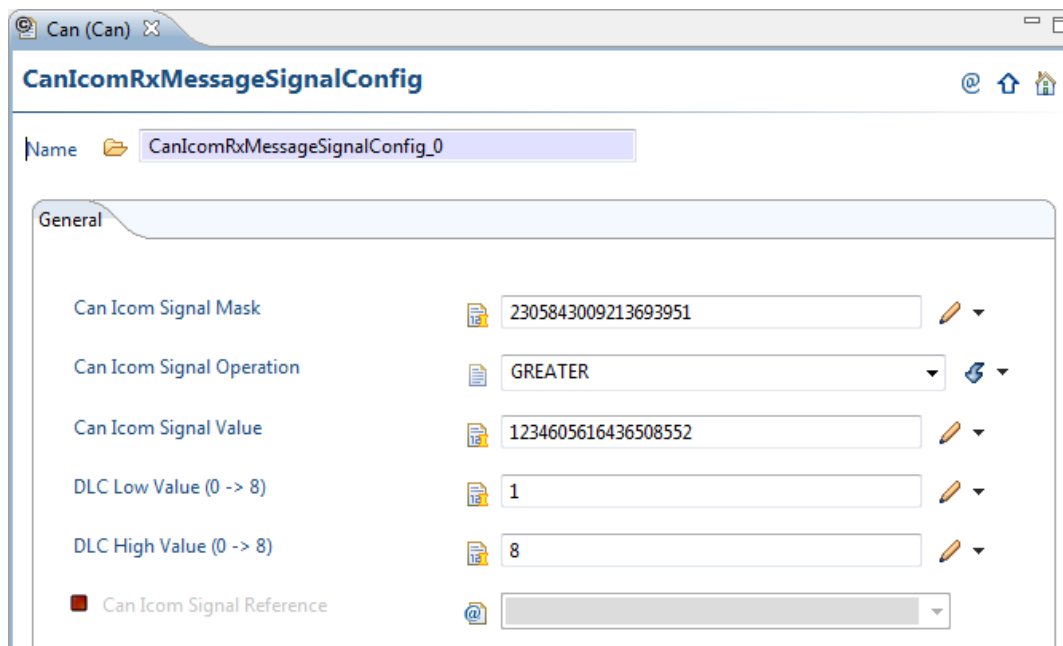 Can (Can)
CanIcomRxMessageSignalConfig
Name CanIcomRxMessageSignalConfig_0
General
Can Icom Signal Mask 2305843009213693951
Can Icom Signal Operation GREATER
Can Icom Signal Value 1234605616436508552
DLC Low Value (0 -> 8) 1
DLC High Value (0 -> 8) 8
Can Icom Signal Reference